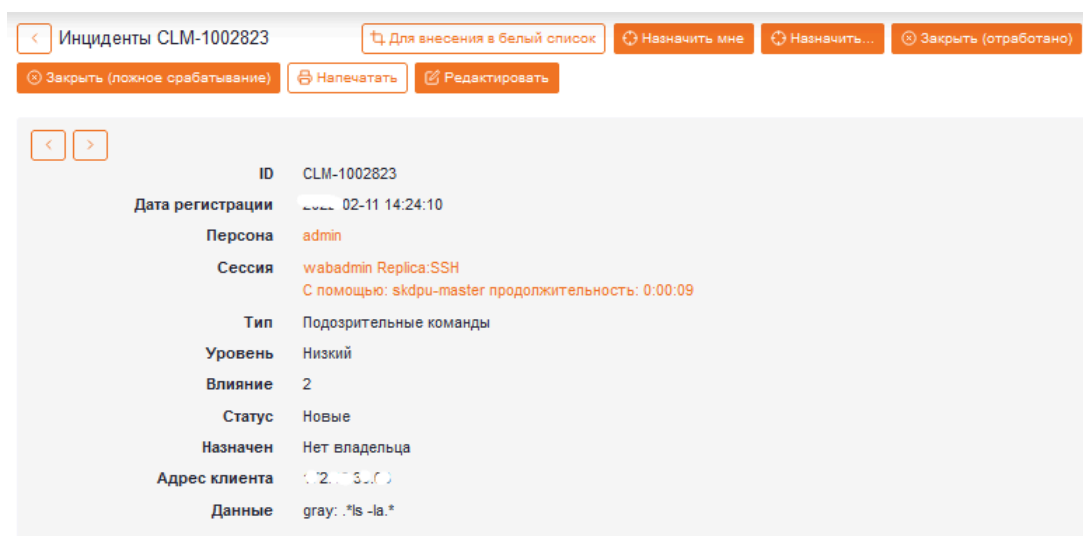 Инциденты CLM-1002823
Для внесения в белый список
Назначить мне
Назначить...
Закрыть (отработано)
Закрыть (ложное срабатывание)
Напечатать
Редактировать
ID CLM-1002823
Дата регистрации 02-11 14:24:10
Персона admin
Сессия wabadmin Replica:SSH
С помощью: skdpu-master продолжительность: 0:00:09
Тип Подозрительные команды
Уровень Низкий
Влияние 2
Статус Новые
Назначен Нет владельца
Адрес клиента
Данные gray: .*ls -la.*